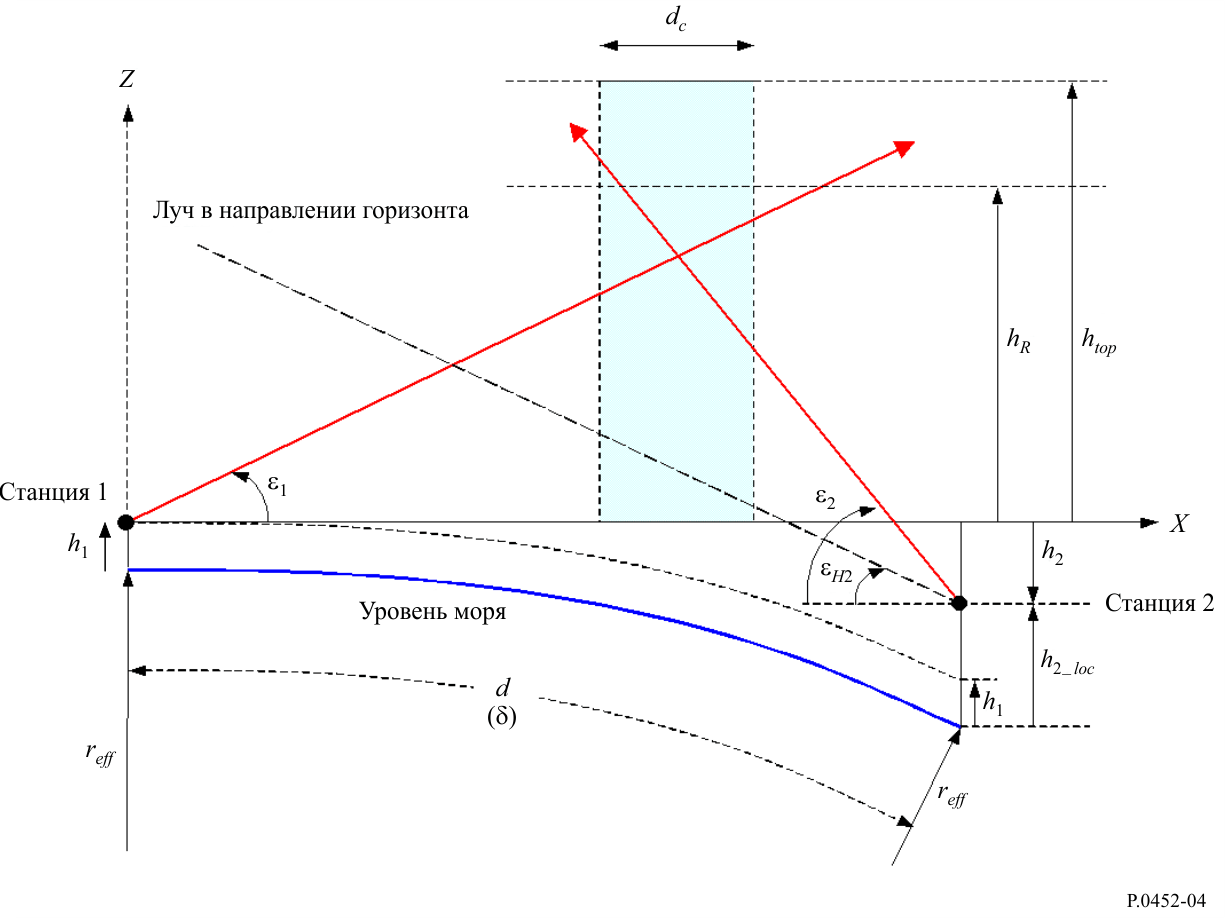 d_c
Z
Луч в направлении горизонта
h_R
h_top
Станция 1
ε_1
ε_2
X
h_1
h_2
ε_H2
Уровень моря
Станция 2
h_2_loc
d
(δ)
h_1
r_eff
r_eff
P.0452-04